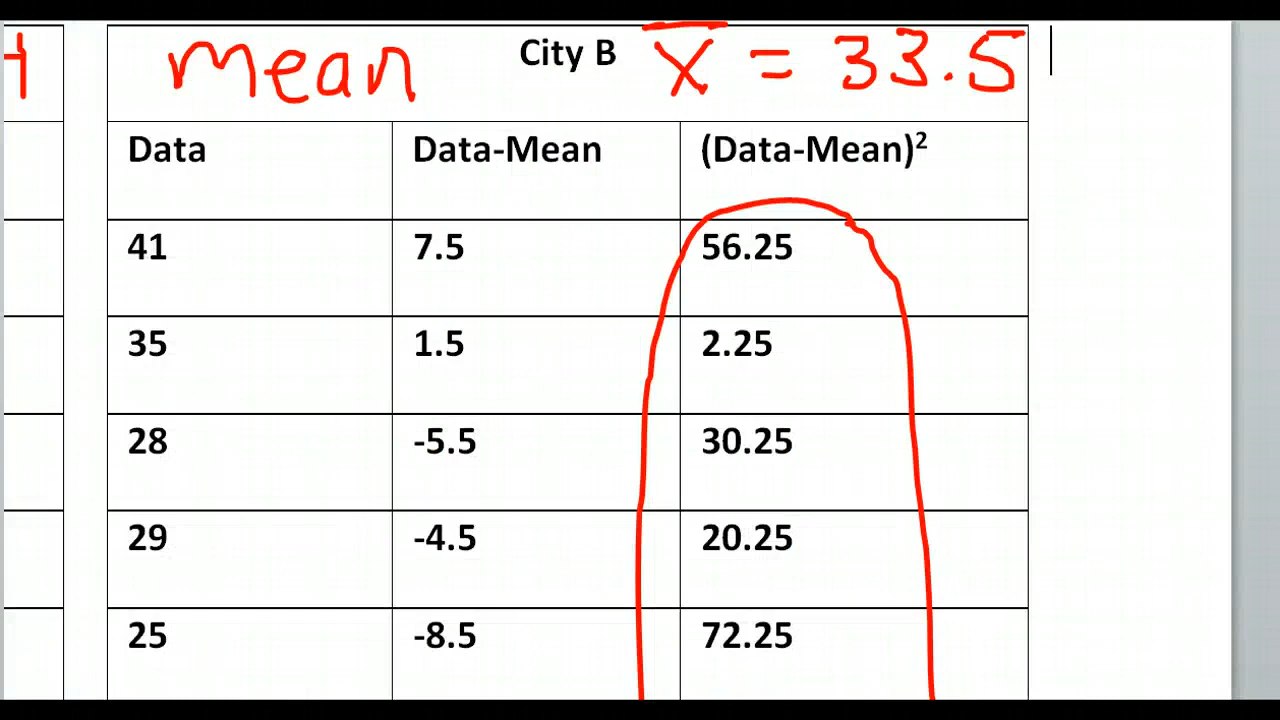 mean City B x̄ = 33.5
Data Data-Mean (Data-Mean)²
41 7.5 56.25
35 1.5 2.25
28 -5.5 30.25
29 -4.5 20.25
25 -8.5 72.25